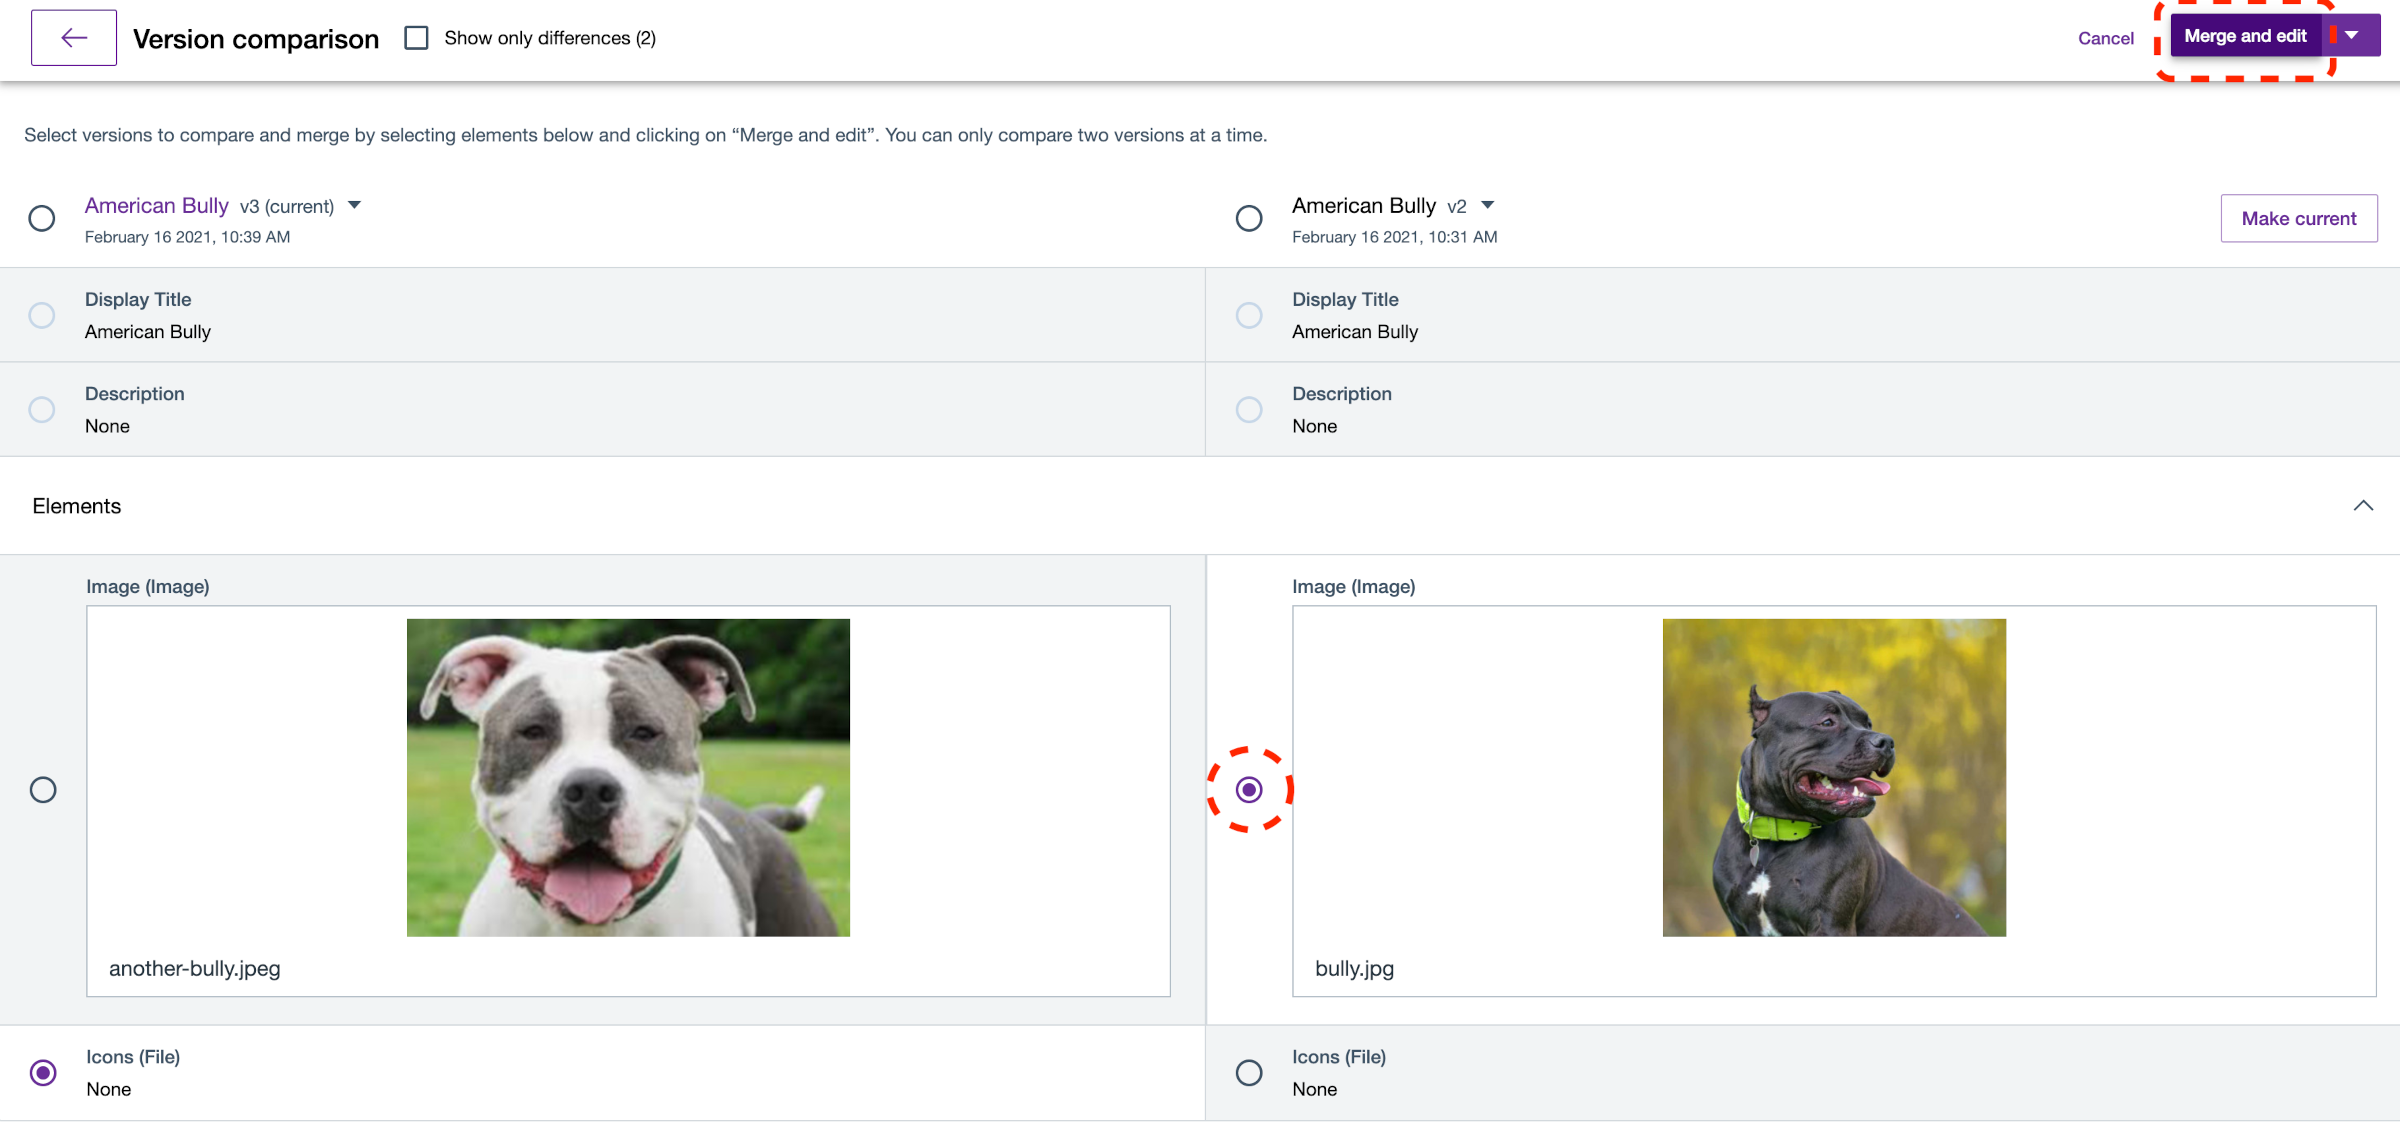 Version comparison
Show only differences (2)
Cancel
Merge and edit
Select versions to compare and merge by selecting elements below and clicking on “Merge and edit”. You can only compare two versions at a time.
American Bully v3 (current)
February 16 2021, 10:39 AM
American Bully v2
February 16 2021, 10:31 AM
Make current
Display Title
American Bully
Display Title
American Bully
Description
None
Description
None
Elements
Image (Image)
another-bully.jpeg
Image (Image)
bully.jpg
Icons (File)
None
Icons (File)
None